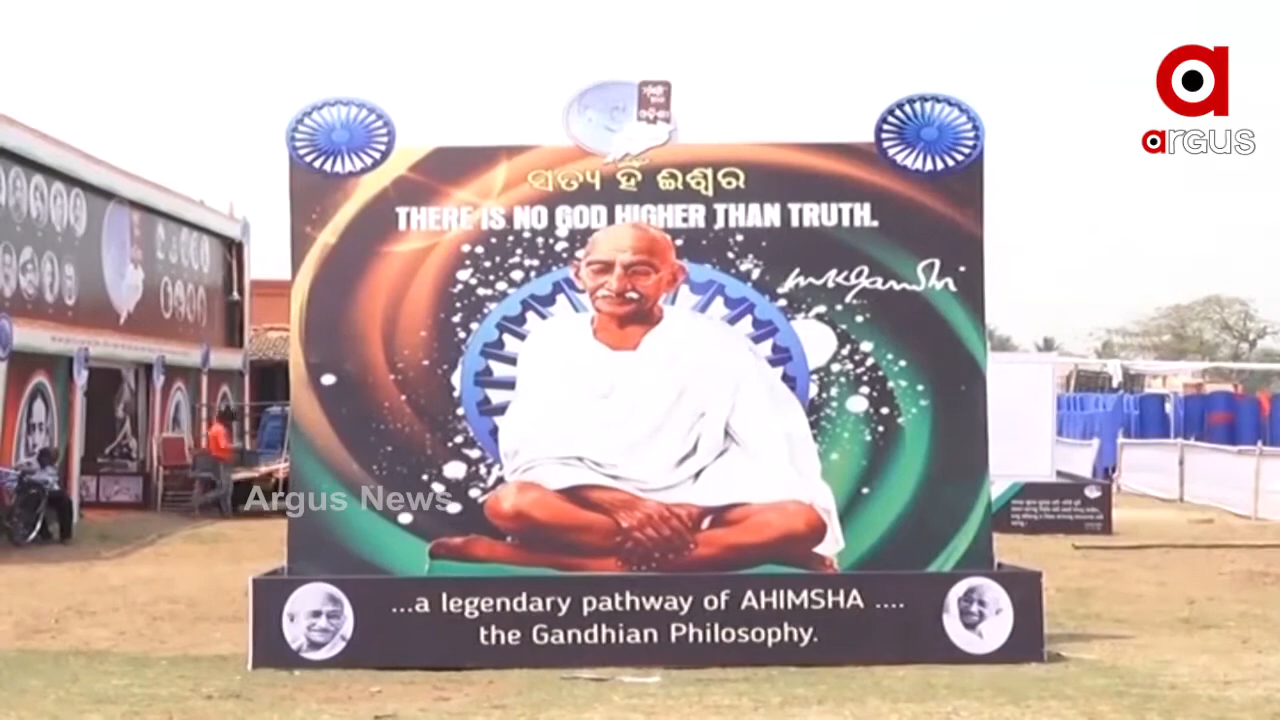 argus
ସତ୍ୟ ହିଁ ଈଶ୍ୱର
THERE IS NO GOD HIGHER THAN TRUTH.
MKGandhi
Argus News
...a legendary pathway of AHIMSHA ....
the Gandhian Philosophy.